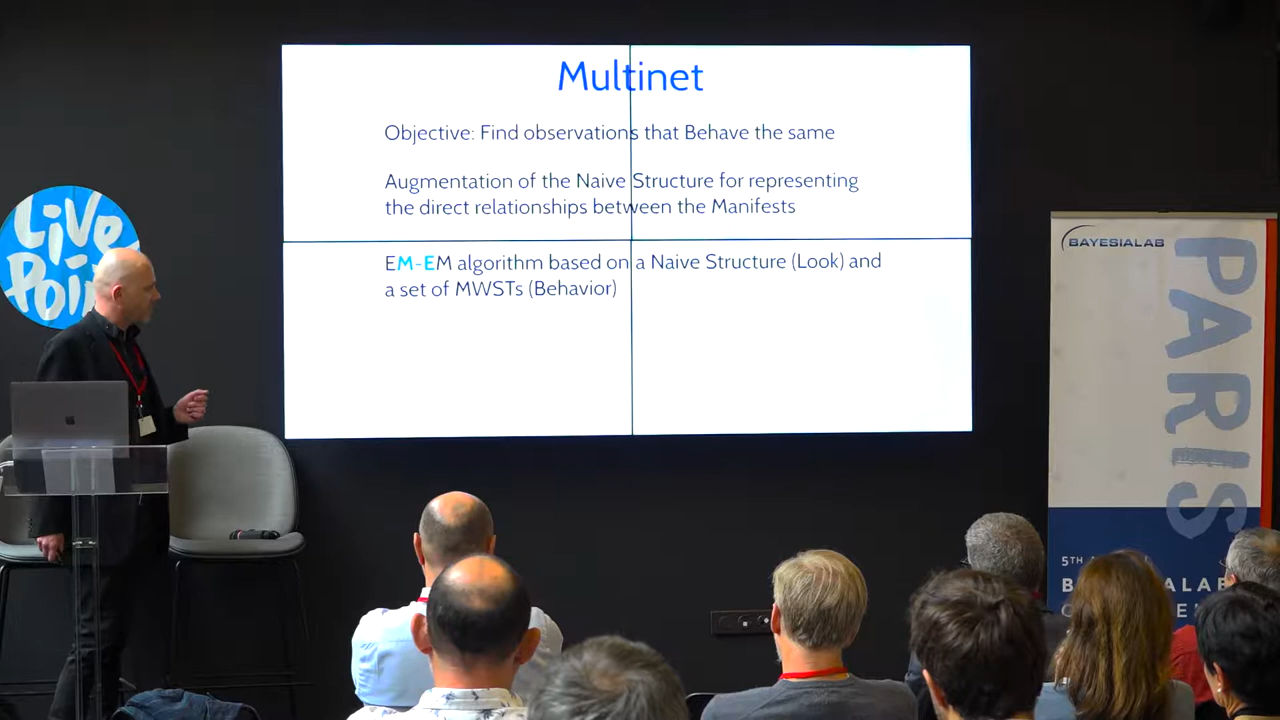 Multinet
Objective: Find observations that Behave the same
Augmentation of the Naive Structure for representing
the direct relationships between the Manifests
EM-EM algorithm based on a Naive Structure (Look) and
a set of MWSTs (Behavior)
LiVe
BAYESIALAB
PARIS
5TH